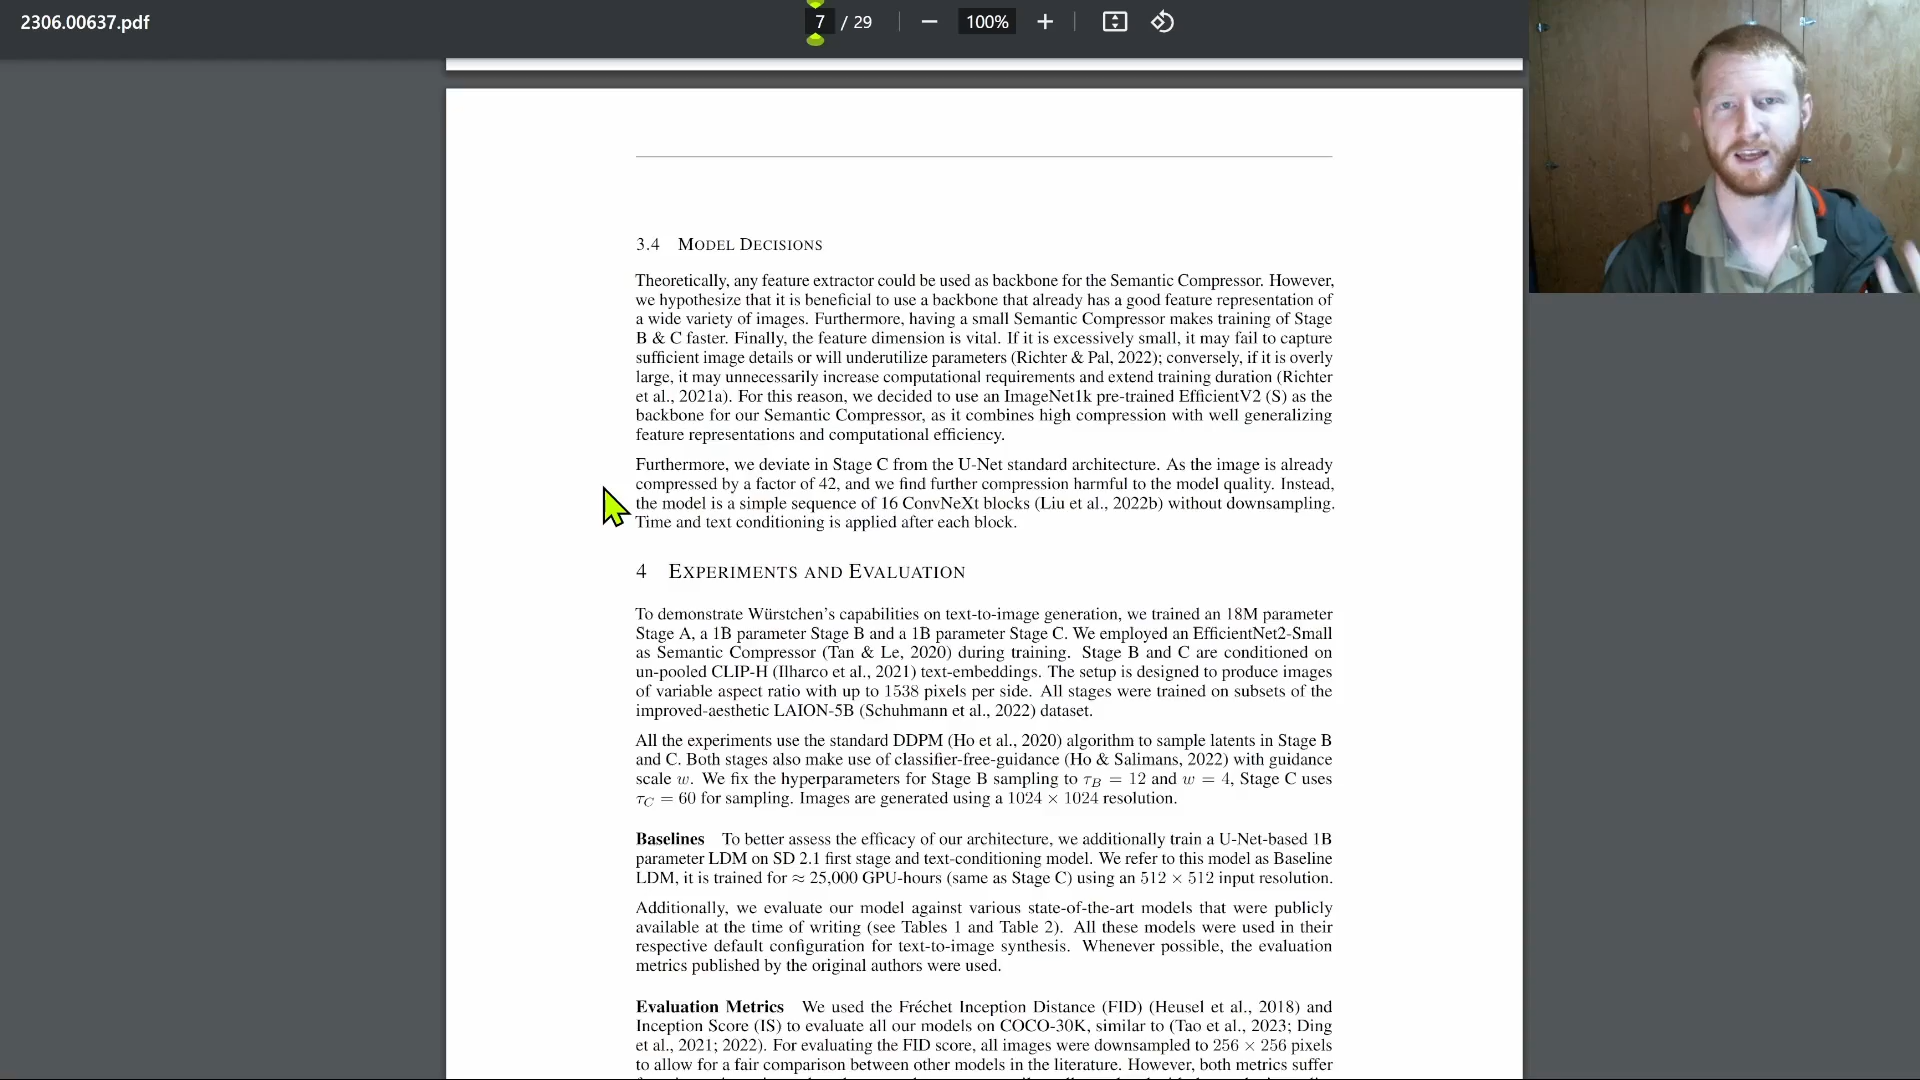 2306.00637.pdf
7 / 29
100%
3.4 MODEL DECISIONS
Theoretically, any feature extractor could be used as backbone for the Semantic Compressor. However,
we hypothesize that it is beneficial to use a backbone that already has a good feature representation of
a wide variety of images. Furthermore, having a small Semantic Compressor makes training of Stage
B & C faster. Finally, the feature dimension is vital. If it is excessively small, it may fail to capture
sufficient image details or will underutilize parameters (Richter & Pal, 2022); conversely, if it is overly
large, it may unnecessarily increase computational requirements and extend training duration (Richter
et al., 2021a). For this reason, we decided to use an ImageNet1k pre-trained EfficientV2 (S) as the
backbone for our Semantic Compressor, as it combines high compression with well generalizing
feature representations and computational efficiency.
Furthermore, we deviate in Stage C from the U-Net standard architecture. As the image is already
compressed by a factor of 42, and we find further compression harmful to the model quality. Instead,
the model is a simple sequence of 16 ConvNeXt blocks (Liu et al., 2022b) without downsampling.
Time and text conditioning is applied after each block.
4 EXPERIMENTS AND EVALUATION
To demonstrate Würstchen's capabilities on text-to-image generation, we trained an 18M parameter
Stage A, a 1B parameter Stage B and a 1B parameter Stage C. We employed an EfficientNet2-Small
as Semantic Compressor (Tan & Le, 2020) during training. Stage B and C are conditioned on
un-pooled CLIP-H (Ilharco et al., 2021) text-embeddings. The setup is designed to produce images
of variable aspect ratio with up to 1538 pixels per side. All stages were trained on subsets of the
improved-aesthetic LAION-5B (Schuhmann et al., 2022) dataset.
All the experiments use the standard DDPM (Ho et al., 2020) algorithm to sample latents in Stage B
and C. Both stages also make use of classifier-free-guidance (Ho & Salimans, 2022) with guidance
scale w. We fix the hyperparameters for Stage B sampling to τB = 12 and w = 4, Stage C uses
τC = 60 for sampling. Images are generated using a 1024 × 1024 resolution.
Baselines To better assess the efficacy of our architecture, we additionally train a U-Net-based 1B
parameter LDM on SD 2.1 first stage and text-conditioning model. We refer to this model as Baseline
LDM, it is trained for ≈ 25,000 GPU-hours (same as Stage C) using an 512 × 512 input resolution.
Additionally, we evaluate our model against various state-of-the-art models that were publicly
available at the time of writing (see Tables 1 and Table 2). All these models were used in their
respective default configuration for text-to-image synthesis. Whenever possible, the evaluation
metrics published by the original authors were used.
Evaluation Metrics We used the Fréchet Inception Distance (FID) (Heusel et al., 2018) and
Inception Score (IS) to evaluate all our models on COCO-30K, similar to (Tao et al., 2023; Ding
et al., 2021; 2022). For evaluating the FID score, all images were downsampled to 256 × 256 pixels
to allow for a fair comparison between other models in the literature. However, both metrics suffer